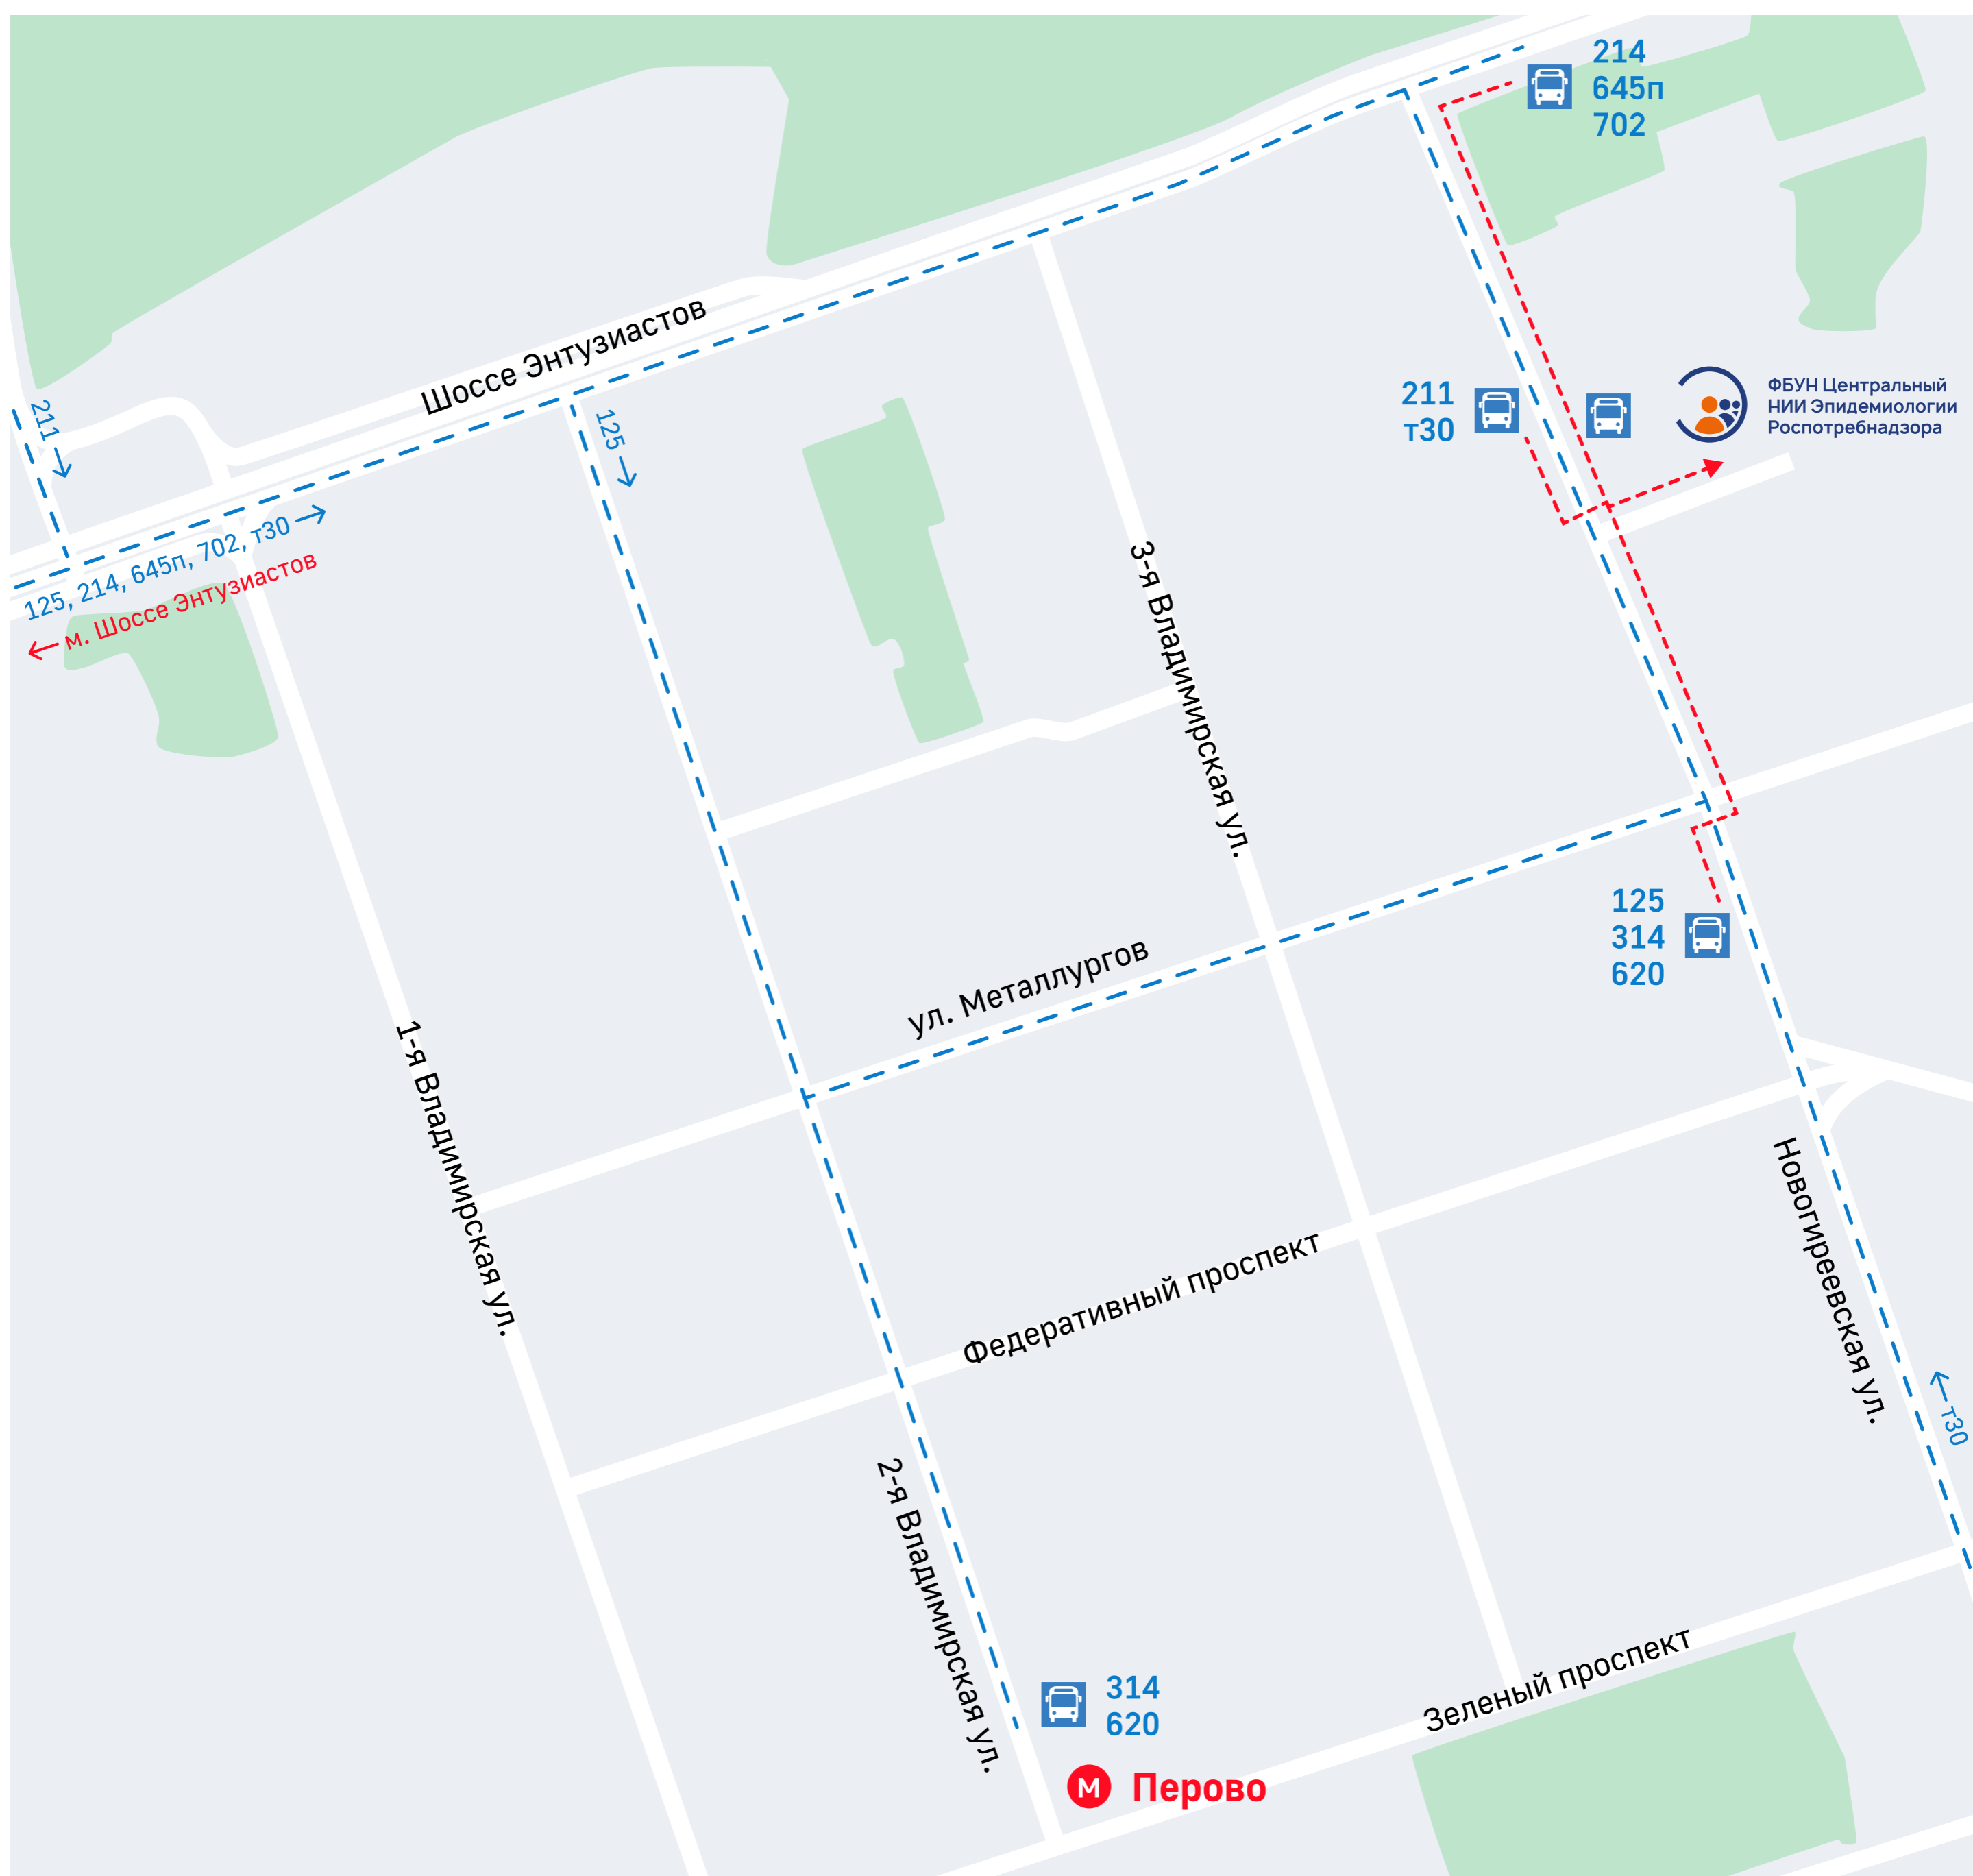 214
645п
702
Шоссе Энтузиастов
211
т30
ФБУН Центральный
НИИ Эпидемиологии
Роспотребнадзора
211
125
125, 214, 645п, 702, т30
м. Шоссе Энтузиастов
3-я Владимирская ул.
125
314
620
ул. Металлургов
1-я Владимирская ул.
Новогиреевская ул.
Федеративный проспект
т30
2-я Владимирская ул.
Зеленый проспект
314
620
М Перово